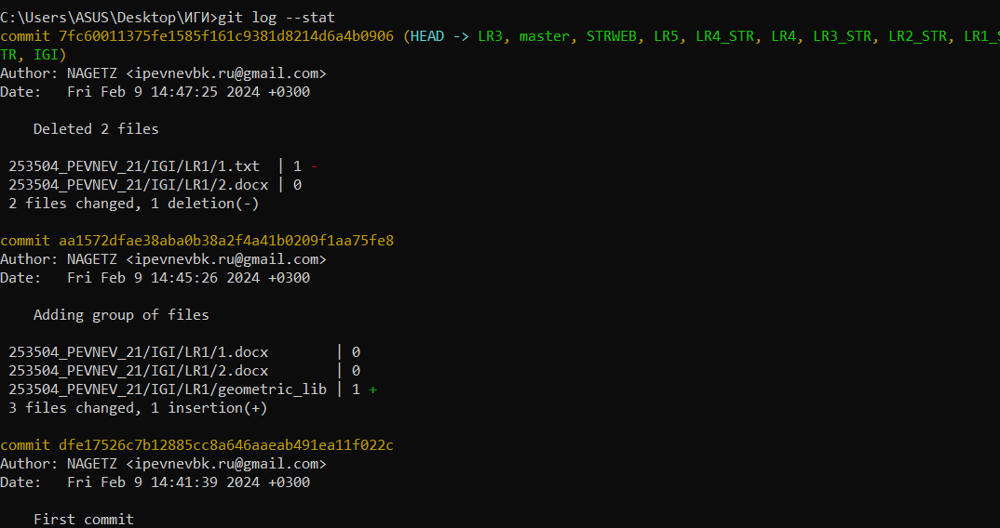 C:\Users\ASUS\Desktop\ИГИ>git log --stat
commit 7fc60011375fe1585f161c9381d8214d6a4b0906 (HEAD -> LR3, master, STRWEB, LR5, LR4_STR, LR4, LR3_STR, LR2_STR, LR1_S
TR, IGI)
Author: NAGETZ <ipevnevbk.ru@gmail.com>
Date:   Fri Feb 9 14:47:25 2024 +0300
    Deleted 2 files
 253504_PEVNEV_21/IGI/LR1/1.txt  | 1 -
 253504_PEVNEV_21/IGI/LR1/2.docx | 0
 2 files changed, 1 deletion(-)
commit aa1572dfae38aba0b38a2f4a41b0209f1aa75fe8
Author: NAGETZ <ipevnevbk.ru@gmail.com>
Date:   Fri Feb 9 14:45:26 2024 +0300
    Adding group of files
 253504_PEVNEV_21/IGI/LR1/1.docx        | 0
 253504_PEVNEV_21/IGI/LR1/2.docx        | 0
 253504_PEVNEV_21/IGI/LR1/geometric_lib | 1 +
 3 files changed, 1 insertion(+)
commit dfe17526c7b12885cc8a646aaeab491ea11f022c
Author: NAGETZ <ipevnevbk.ru@gmail.com>
Date:   Fri Feb 9 14:41:39 2024 +0300
    First commit